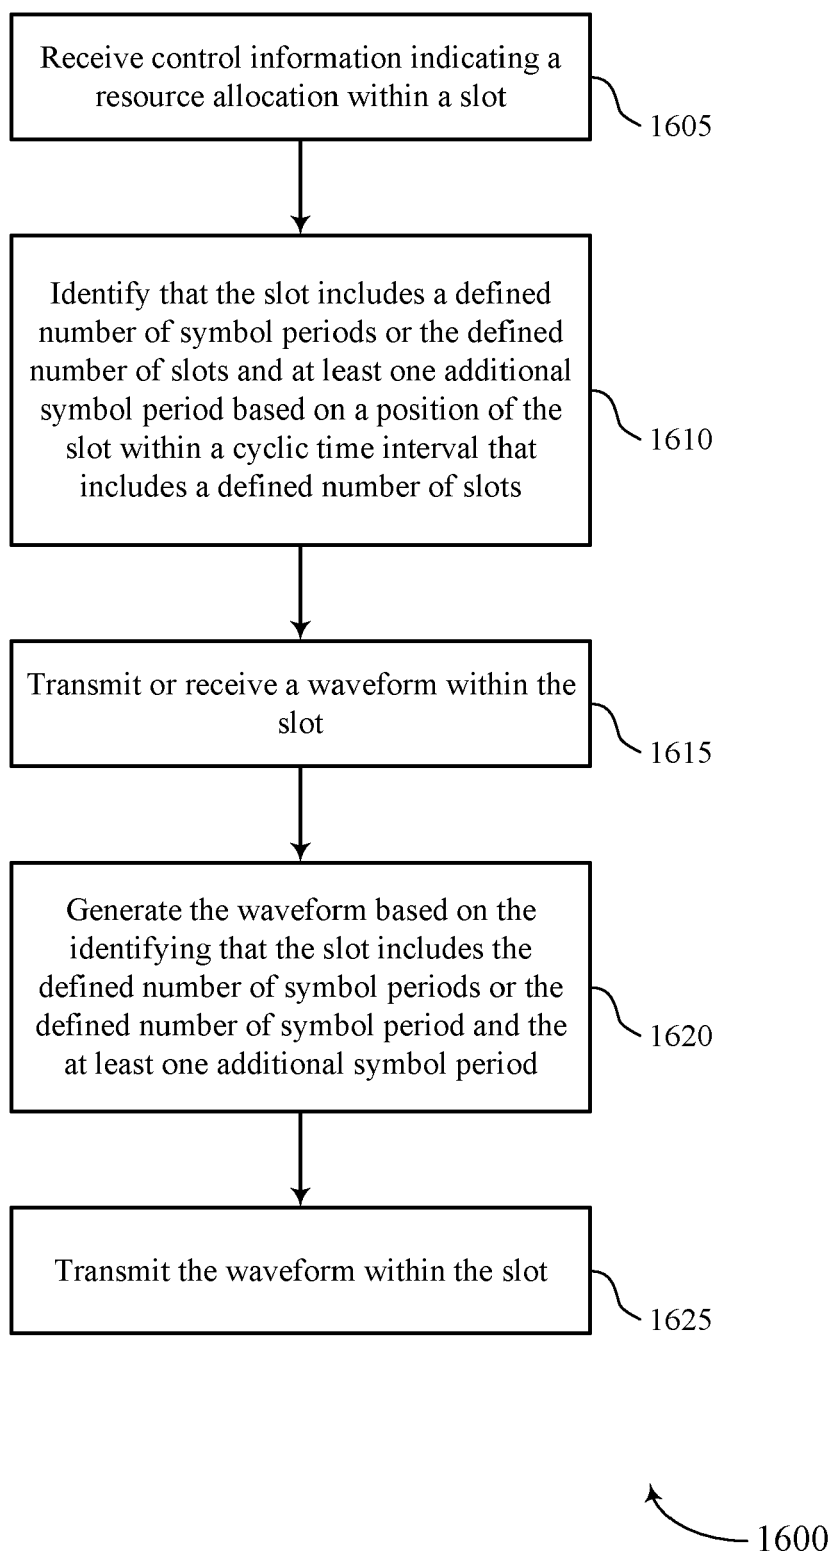 Receive control information indicating a
resource allocation within a slot
1605
Identify that the slot includes a defined
number of symbol periods or the defined
number of slots and at least one additional
symbol period based on a position of the
slot within a cyclic time interval that
includes a defined number of slots
1610
Transmit or receive a waveform within the
slot
1615
Generate the waveform based on the
identifying that the slot includes the
defined number of symbol periods or the
defined number of symbol period and the
at least one additional symbol period
1620
Transmit the waveform within the slot
1625
1600